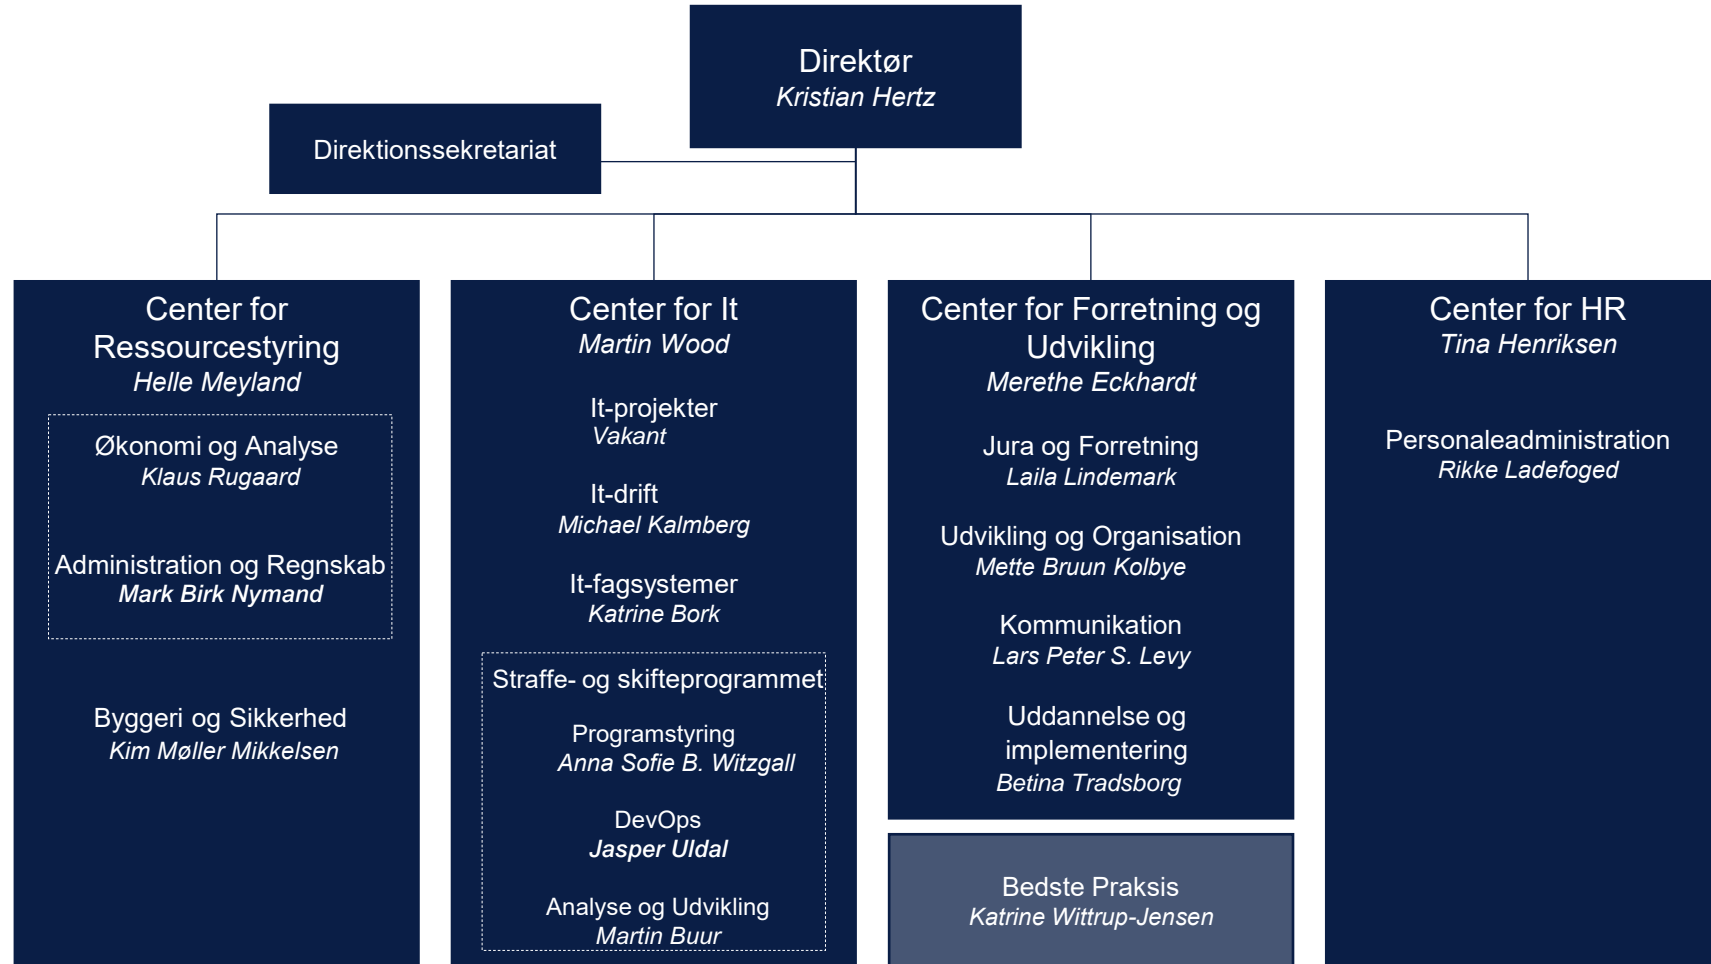 Direktør
Kristian Hertz
Direktionssekretariat
Center for
Ressourcestyring
Helle Meyland
Økonomi og Analyse
Klaus Rugaard
Administration og Regnskab
Mark Birk Nymand
Byggeri og Sikkerhed
Kim Møller Mikkelsen
Center for It
Martin Wood
It-projekter
Vakant
It-drift
Michael Kalmberg
It-fagsystemer
Katrine Bork
Straffe- og skifteprogrammet
Programstyring
Anna Sofie B. Witzgall
DevOps
Jasper Uldal
Analyse og Udvikling
Martin Buur
Center for Forretning og
Udvikling
Merethe Eckhardt
Jura og Forretning
Laila Lindemark
Udvikling og Organisation
Mette Bruun Kolbye
Kommunikation
Lars Peter S. Levy
Uddannelse og
implementering
Betina Tradsborg
Bedste Praksis
Katrine Wittrup-Jensen
Center for HR
Tina Henriksen
Personaleadministration
Rikke Ladefoged